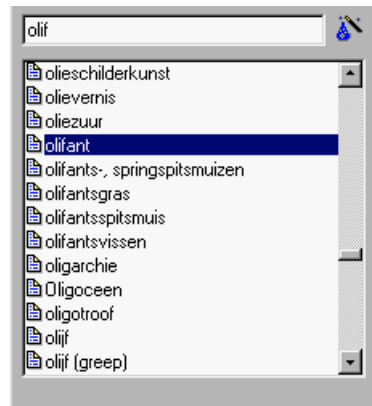 olif
olieschilderkunst
olievernis
oliezuur
olifant
olifants-, springspitsmuizen
olifantsgras
olifantsspitsmuis
olifantsvissen
oligarchie
Oligoceen
oligotroof
olijf
olijf (greep)